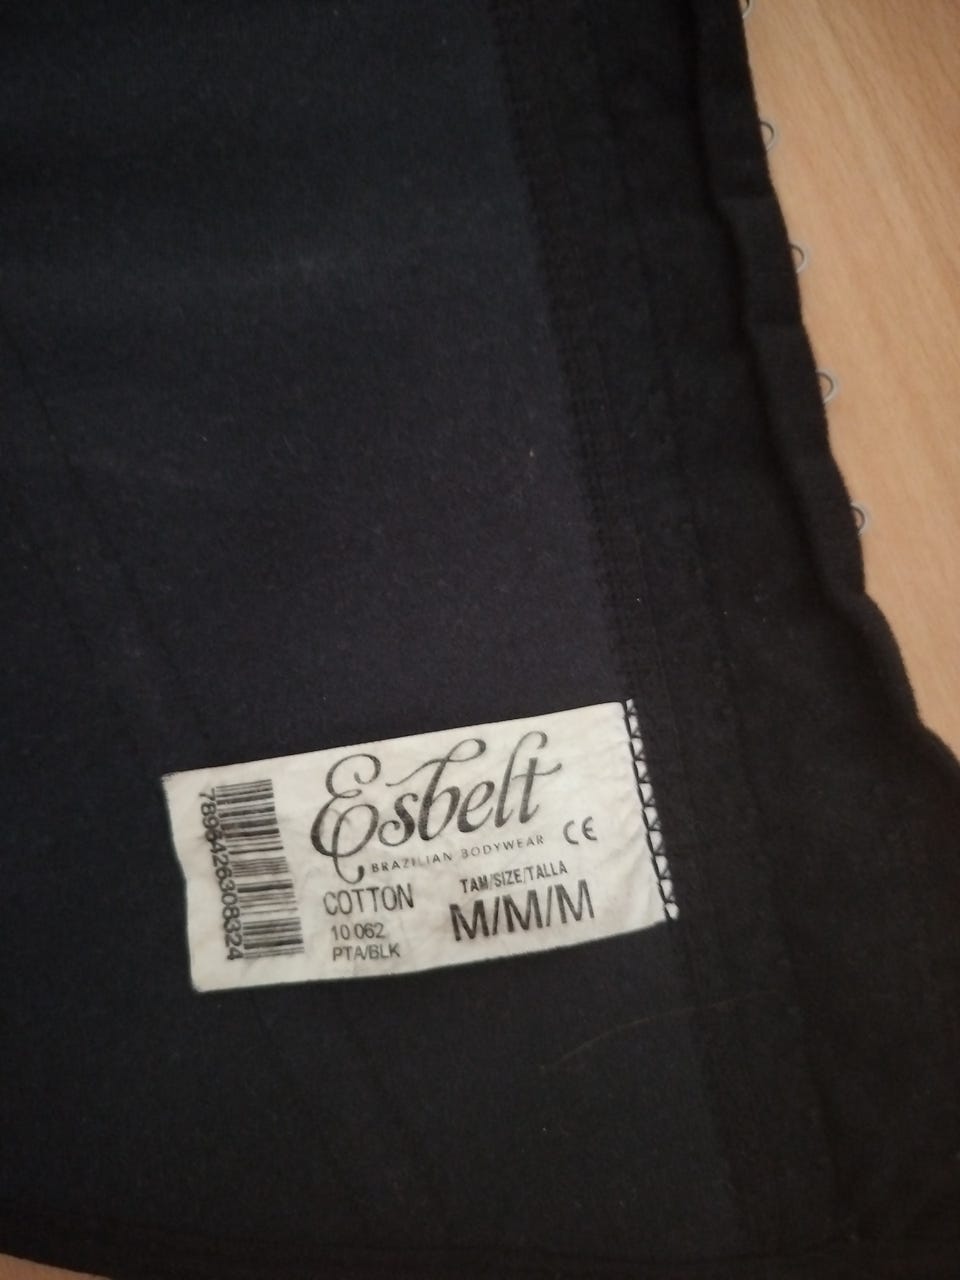 Esbelt
BRAZILIAN BODYWEAR
CE
COTTON
10.062
PTA/BLK
TAM/SIZE/TALLA
M/M/M
7896426308324